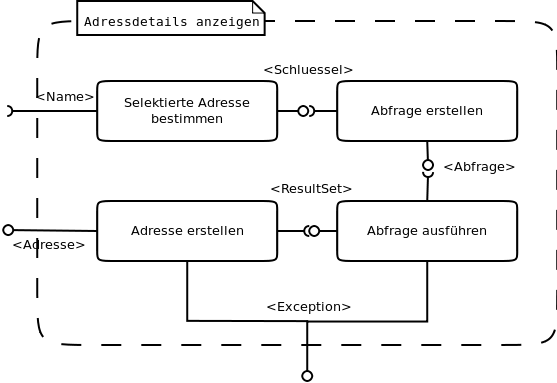 Adressdetails anzeigen
<Schluessel>
<Name>
Selektierte Adresse
bestimmen
Abfrage erstellen
<Abfrage>
<ResultSet>
Adresse erstellen
Abfrage ausführen
<Adresse>
<Exception>